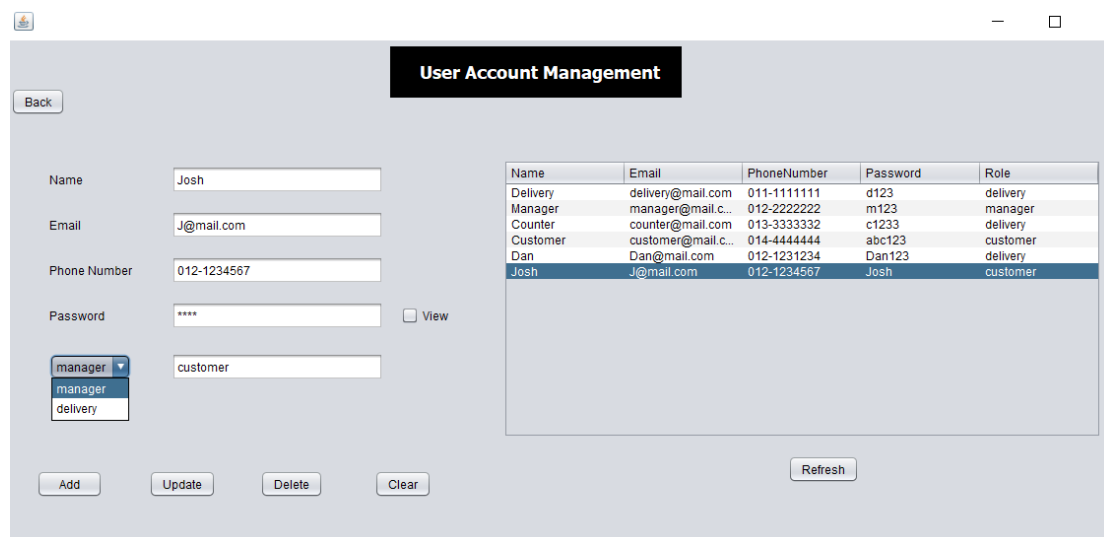 User Account Management
Back
Name Josh
Email J@mail.com
Phone Number 012-1234567
Password **** View
manager customer
manager
delivery
Add Update Delete Clear
Name Email PhoneNumber Password Role
Delivery delivery@mail.com 011-1111111 d123 delivery
Manager manager@mail.c... 012-2222222 m123 manager
Counter counter@mail.com 013-3333332 c1233 delivery
Customer customer@mail.c... 014-4444444 abc123 customer
Dan Dan@mail.com 012-1231234 Dan123 delivery
Josh J@mail.com 012-1234567 Josh customer
Refresh